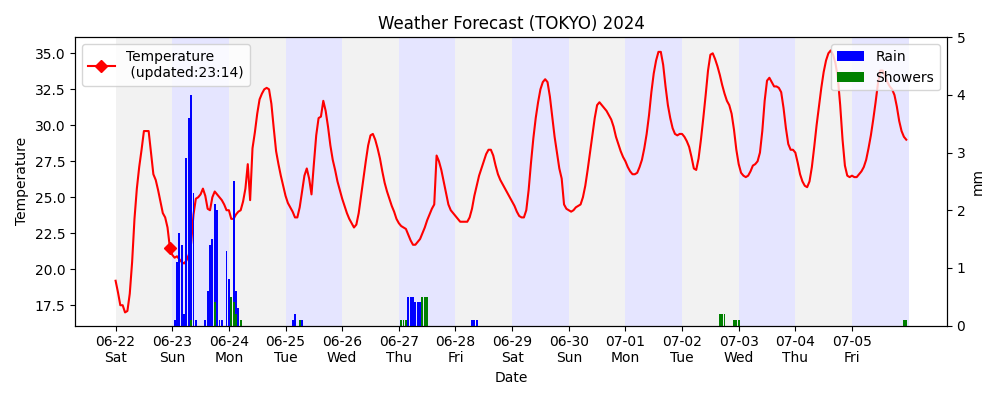 Weather Forecast (TOKYO) 2024
Temperature
(updated:23:14)
Rain
Showers
Temperature
35.0
32.5
30.0
27.5
25.0
22.5
20.0
17.5
5
4
3
2
1
0
mm
06-22 06-23 06-24 06-25 06-26 06-27 06-28 06-29 06-30 07-01 07-02 07-03 07-04 07-05
Sat Sun Mon Tue Wed Thu Fri Sat Sun Mon Tue Wed Thu Fri
Date